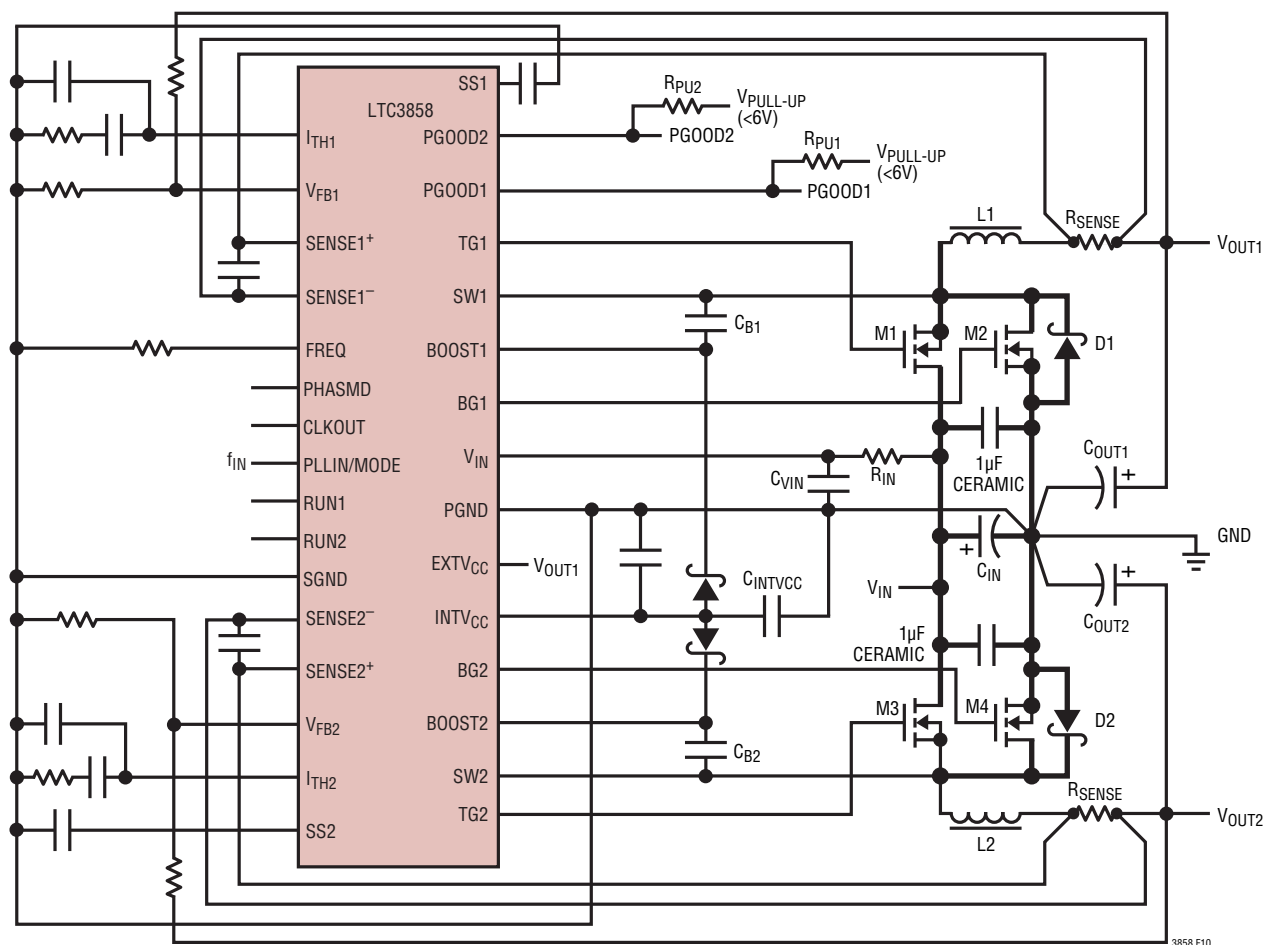 LTC3858
SS1
RPU2
VPULL-UP
(<6V)
PGOOD2
PGOOD2
RPU1
VPULL-UP
(<6V)
PGOOD1
PGOOD1
ITH1
VFB1
SENSE1+
TG1
L1
RSENSE
VOUT1
SENSE1–
SW1
CB1
M1
M2
D1
FREQ
BOOST1
PHASMD
BG1
CLKOUT
fIN
PLLIN/MODE
VIN
CVIN
RIN
1µF
CERAMIC
COUT1
+
RUN1
PGND
RUN2
+
CIN
GND
EXTVCC
VOUT1
SGND
CINTVCC
VIN
+
COUT2
SENSE2–
INTVCC
1µF
CERAMIC
SENSE2+
BG2
VFB2
BOOST2
M3
M4
D2
CB2
ITH2
SW2
RSENSE
TG2
VOUT2
SS2
L2
3858 F10